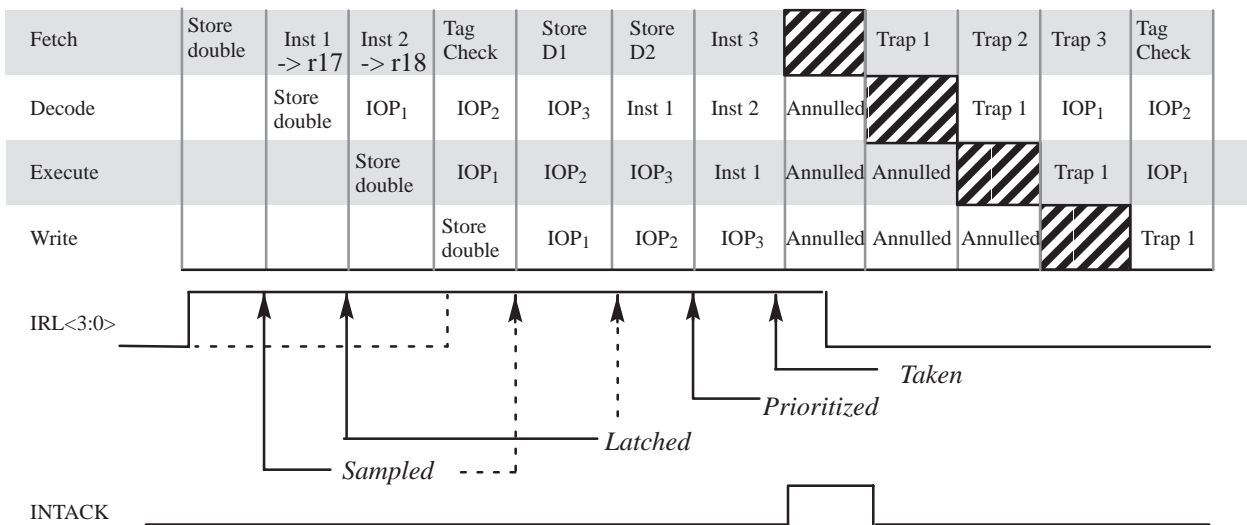 Fetch Store double Inst 1 -> r17 Inst 2 -> r18 Tag Check Store D1 Store D2 Inst 3 Trap 1 Trap 2 Trap 3 Tag Check
Decode Store double IOP1 IOP2 IOP3 Inst 1 Inst 2 Annulled Trap 1 IOP1 IOP2
Execute Store double IOP1 IOP2 IOP3 Inst 1 Annulled Annulled Trap 1 IOP1
Write Store double IOP1 IOP2 IOP3 Annulled Annulled Annulled Trap 1
IRL<3:0>
Taken
Prioritized
Latched
Sampled
INTACK